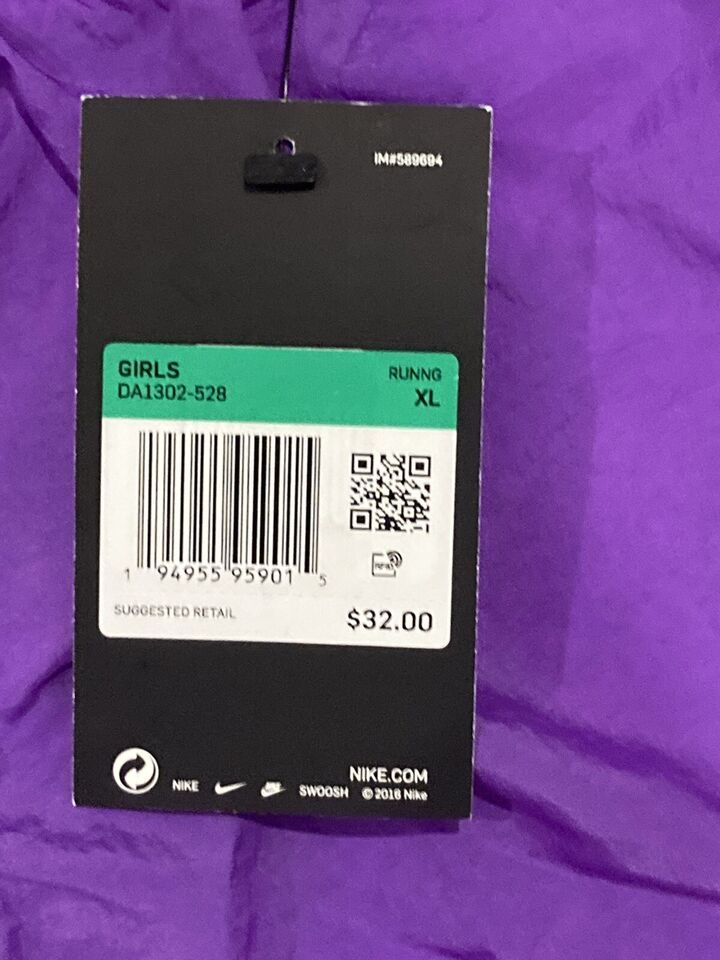 IM#589694
GIRLS
DA1302-528
RUNNG
XL
1 94955 95901 5
SUGGESTED RETAIL
$32.00
NIKE.COM
NIKE SWOOSH © 2018 Nike